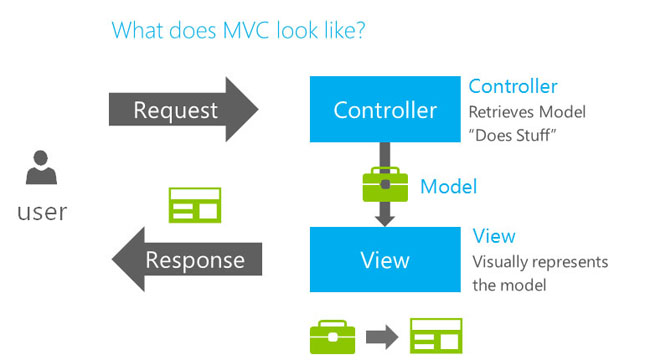 What does MVC look like?
Request
Controller
Controller
Retrieves Model
“Does Stuff”
Model
user
Response
View
View
Visually represents
the model